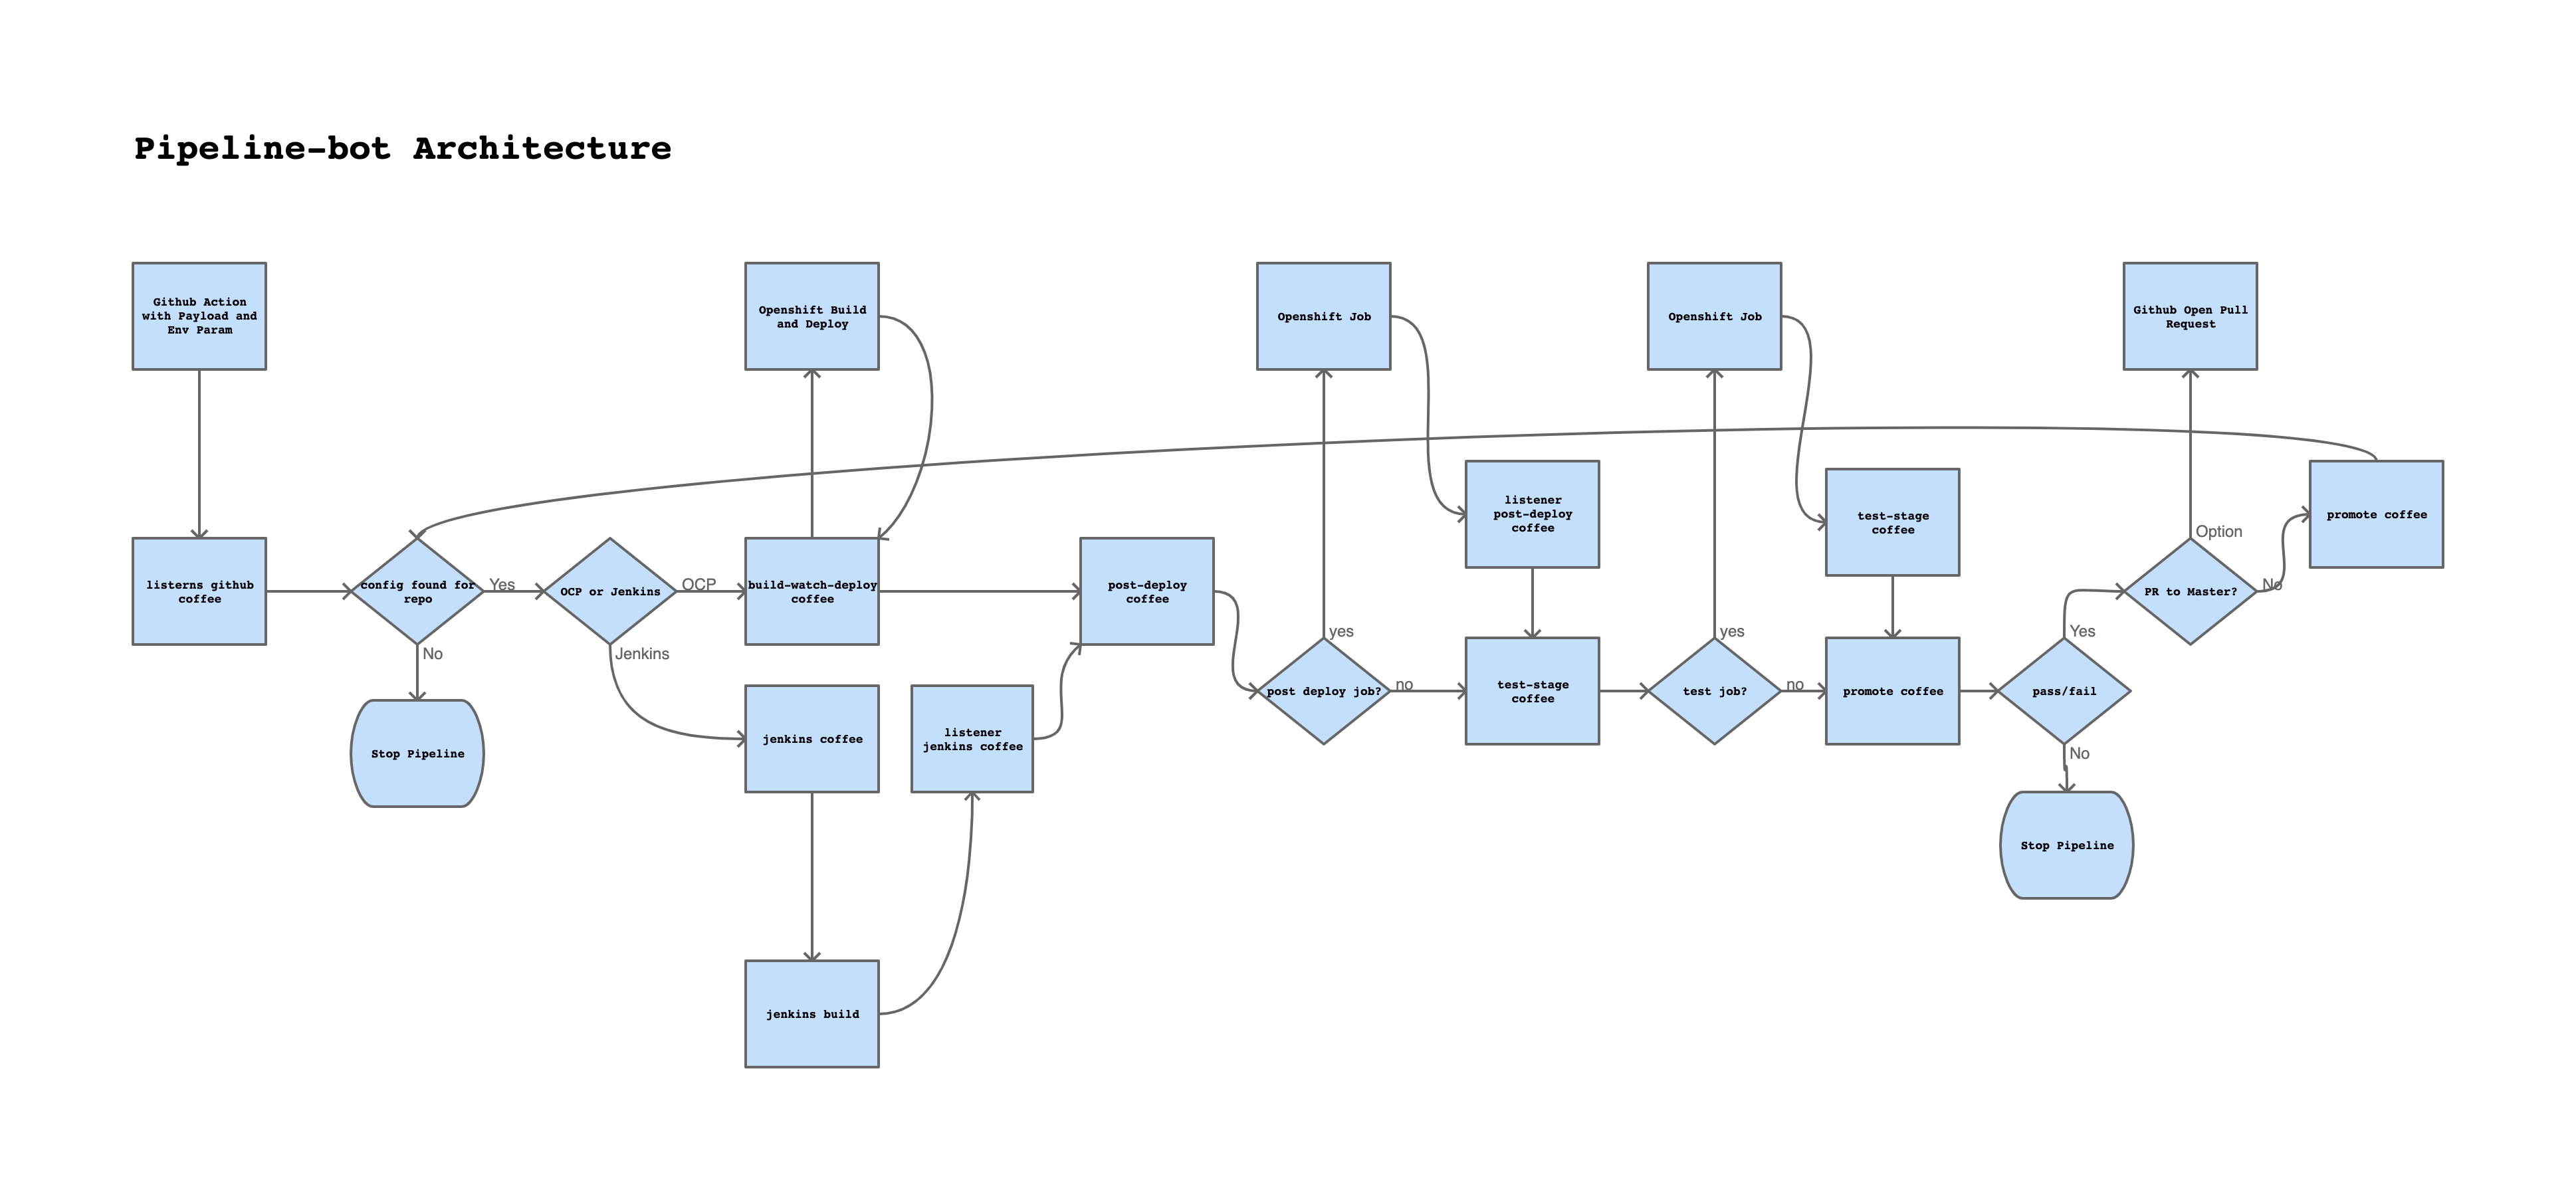 Pipeline-bot Architecture
Github Action
with Payload and
Env Param
Openshift Build
and Deploy
Openshift Job
Openshift Job
Github Open Pull
Request
listener
post-deploy
coffee
test-stage
coffee
promote coffee
Option
listerns github
coffee
config found for
repo
Yes
OCP or Jenkins
OCP
build-watch-deploy
coffee
post-deploy
coffee
PR to Master?
No
No
Jenkins
yes
yes
Yes
Stop Pipeline
jenkins coffee
listener
jenkins coffee
post deploy job?
no
test-stage
coffee
test job?
no
promote coffee
pass/fail
No
Stop Pipeline
jenkins build